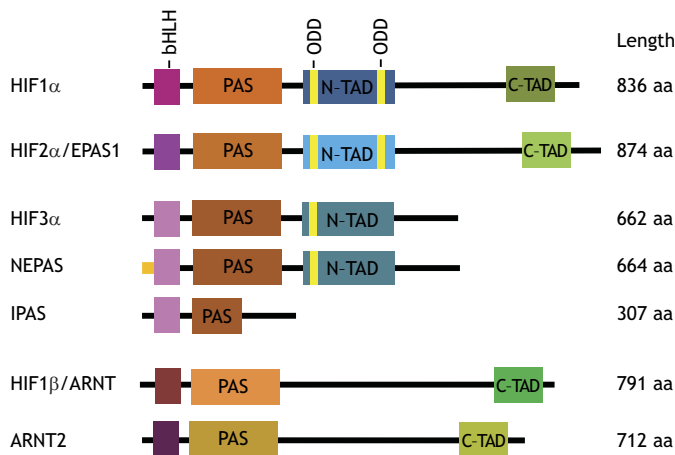 bHLH ODD ODD
Length
HIF1α PAS N-TAD C-TAD 836 aa
HIF2α/EPAS1 PAS N-TAD C-TAD 874 aa
HIF3α PAS N-TAD 662 aa
NEPAS PAS N-TAD 664 aa
IPAS PAS 307 aa
HIF1β/ARNT PAS C-TAD 791 aa
ARNT2 PAS C-TAD 712 aa